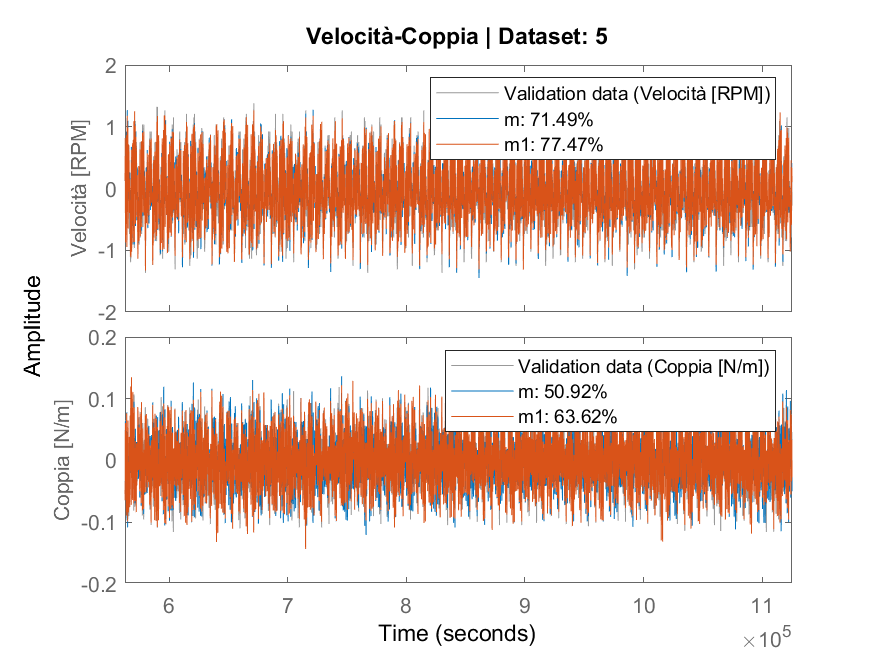 Velocità-Coppia | Dataset: 5
2
1
0
-1
-2
Velocità [RPM]
Validation data (Velocità [RPM])
m: 71.49%
m1: 77.47%
Amplitude
0.2
0.1
0
-0.1
-0.2
Coppia [N/m]
Validation data (Coppia [N/m])
m: 50.92%
m1: 63.62%
6 7 8 9 10 11
Time (seconds)
×10⁵